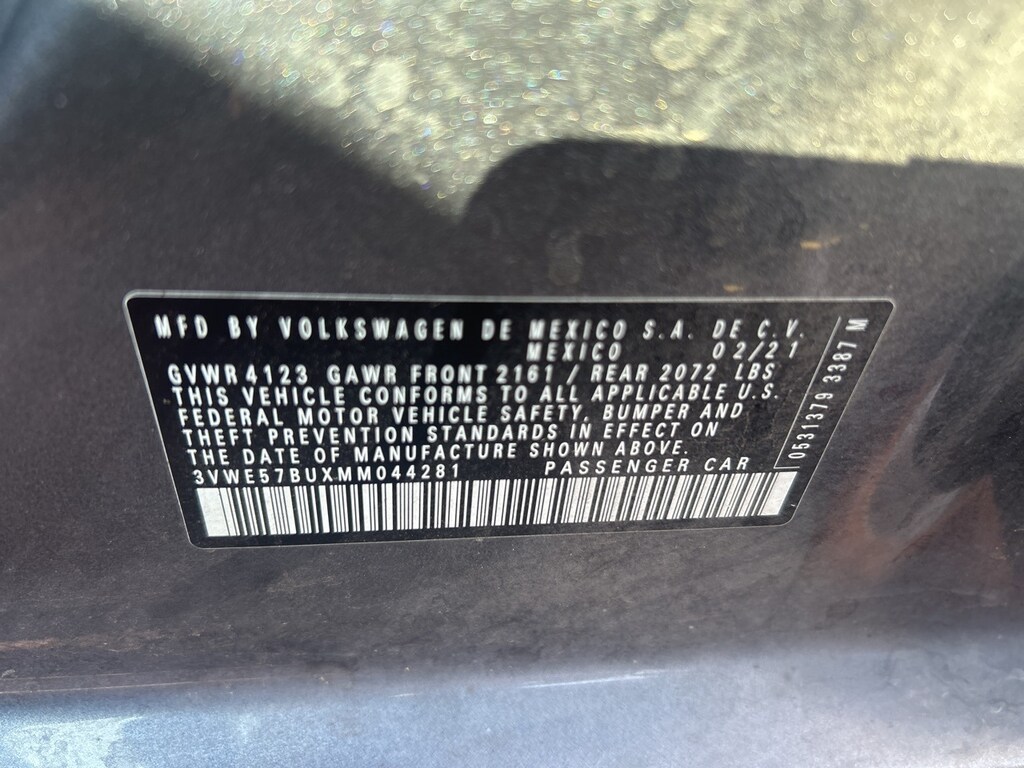 MFD BY VOLKSWAGEN DE MEXICO S.A. DE C.V.
MEXICO 02/21
GVWR 4123 GAWR FRONT 2161 / REAR 2072 LBS
THIS VEHICLE CONFORMS TO ALL APPLICABLE U.S.
FEDERAL MOTOR VEHICLE SAFETY, BUMPER AND
THEFT PREVENTION STANDARDS IN EFFECT ON
THE DATE OF MANUFACTURE SHOWN ABOVE.
3VWE57BUXMM044281 PASSENGER CAR
0531379 3387 M